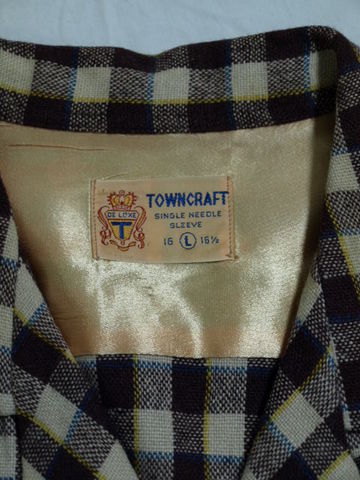 DE LUXE
T
TOWNCRAFT
SINGLE NEEDLE
SLEEVE
16 L 16½